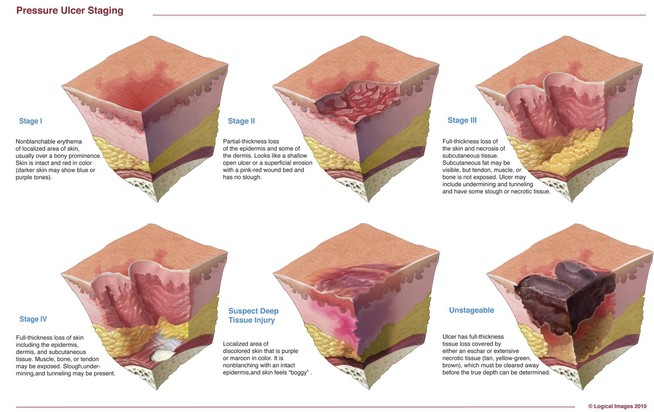 Pressure Ulcer Staging
Stage I
Nonblanchable erythema
of localized area of skin,
usually over a bony prominence.
Skin is intact and red in color
(darker skin may show blue or
purple tones).
Stage II
Partial-thickness loss
of the epidermis and some of
the dermis. Looks like a shallow
open ulcer or a superficial erosion
with a pink-red wound bed and
has no slough.
Stage III
Full-thickness loss of
the skin and necrosis of
subcutaneous tissue.
Subcutaneous fat may be
visible, but tendon, muscle, or
bone is not exposed. Ulcer may
include undermining and tunneling
and have some slough or necrotic tissue.
Stage IV
Full-thickness loss of skin
including the epidermis,
dermis, and subcutaneous
tissue. Muscle, bone, or tendon
may be exposed. Slough,under-
mining,and tunneling may be present.
Suspect Deep
Tissue Injury
Localized area of
discolored skin that is purple
or maroon in color. It is
nonblanching with an intact
epidermis,and skin feels "boggy" .
Unstageable
Ulcer has full-thickness
tissue loss covered by
either an eschar or extensive
necrotic tissue (tan, yellow-green,
brown), which must be cleared away
before the true depth can be determined.
© Logical Images 2010